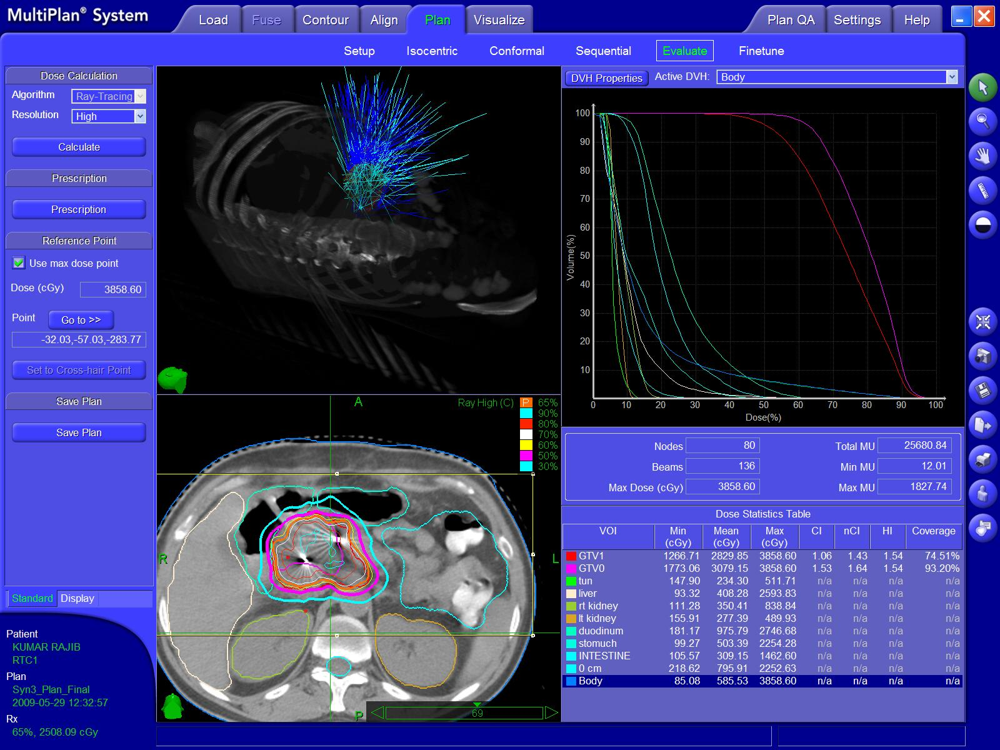 MultiPlan® System
Load Fuse Contour Align Plan Visualize Plan QA Settings Help
Setup Isocentric Conformal Sequential Evaluate Finetune
Dose Calculation
Algorithm Ray-Tracing
Resolution High
Calculate
Prescription
Prescription
Reference Point
Use max dose point
Dose (cGy) 3858.60
Point Go to >>
-32.03,-57.03,-283.77
Set to Cross-hair Point
Save Plan
Save Plan
Standard Display
Patient
KUMAR RAJIB
RTC1
Plan
Syn3_Plan_Final
2009-05-29 12:32:57
Rx
65%, 2508.09 cGy
A
Ray High (C) P 65%
90%
80%
70%
60%
50%
30%
R
L
P
69
DVH Properties Active DVH: Body
100
90
80
70
60
50
40
30
20
10
Volume(%)
0 10 20 30 40 50 60 70 80 90 100
Dose(%)
Nodes 80 Total MU 25680.84
Beams 136 Min MU 12.01
Max Dose (cGy) 3858.60 Max MU 1827.74
Dose Statistics Table
VOI Min (cGy) Mean (cGy) Max (cGy) CI nCI HI Coverage
GTV1 1266.71 2829.85 3858.60 1.06 1.43 1.54 74.51%
GTV0 1773.06 3079.15 3858.60 1.53 1.64 1.54 93.20%
tun 147.90 234.30 511.71 n/a n/a n/a n/a
liver 93.32 408.28 2593.83 n/a n/a n/a n/a
rt kidney 111.28 350.41 838.84 n/a n/a n/a n/a
lt kidney 155.91 277.39 489.93 n/a n/a n/a n/a
duodinum 181.17 975.79 2746.68 n/a n/a n/a n/a
stomuch 99.27 503.39 2254.28 n/a n/a n/a n/a
INTESTINE 105.57 309.15 1462.60 n/a n/a n/a n/a
0 cm 218.62 795.91 2252.63 n/a n/a n/a n/a
Body 85.08 585.53 3858.60 n/a n/a n/a n/a